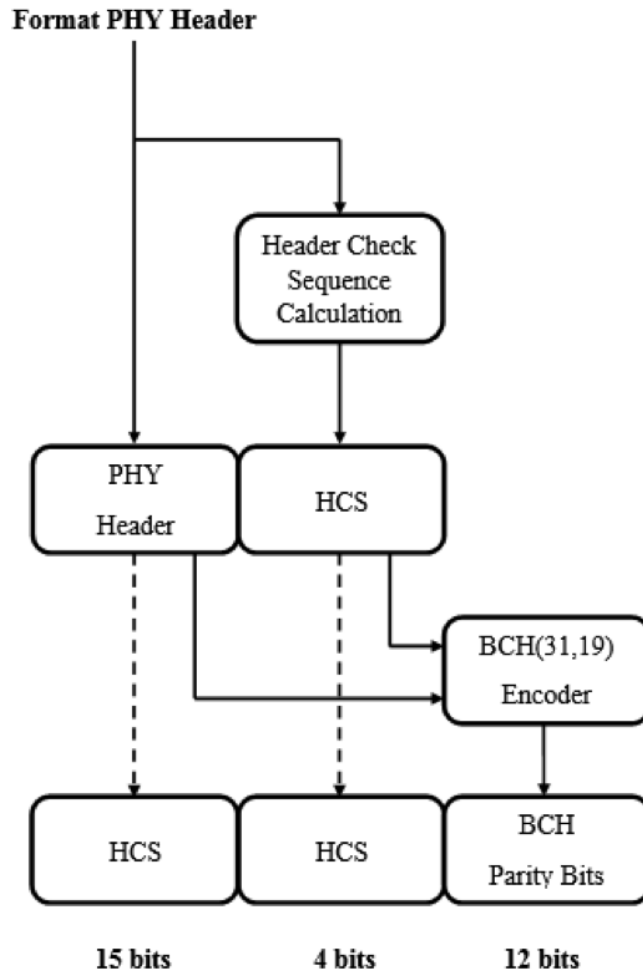 Format PHY Header
Header Check
Sequence
Calculation
PHY
Header
HCS
BCH(31,19)
Encoder
HCS
HCS
BCH
Parity Bits
15 bits
4 bits
12 bits